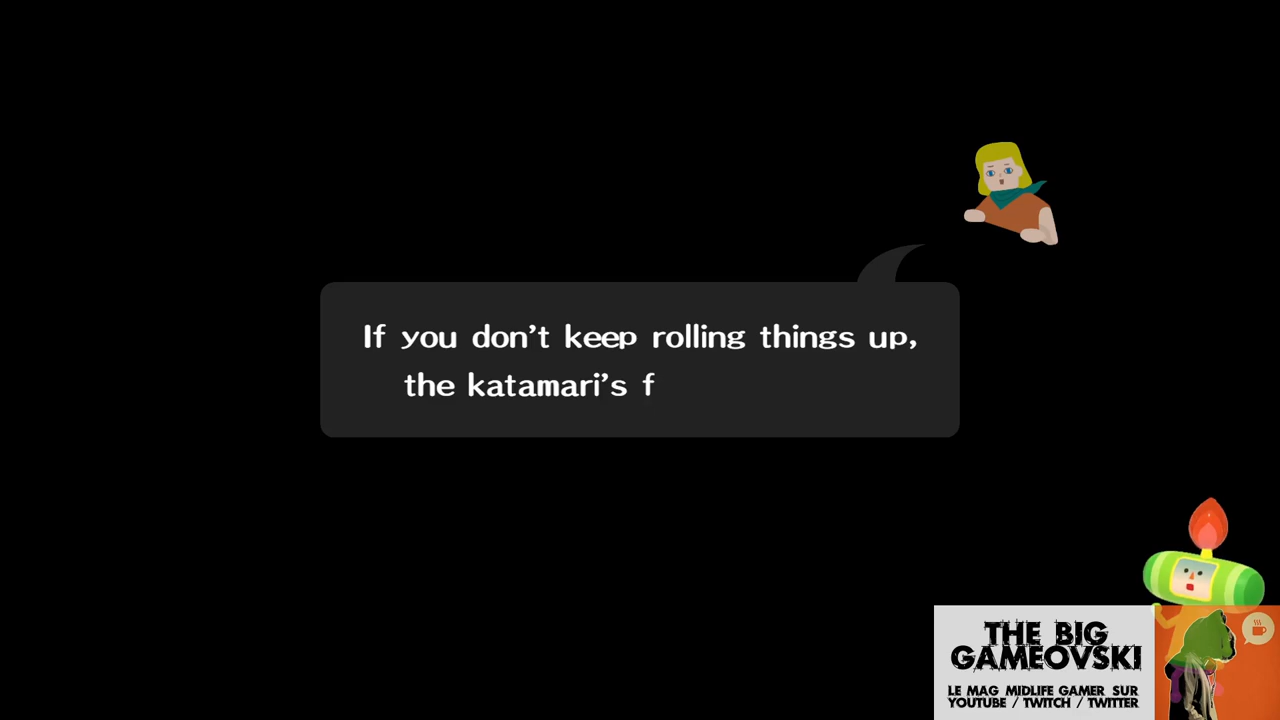 If you don't keep rolling things up,
the katamari's f
THE BIG
GAMEOVSKI
LE MAG MIDLIFE GAMER SUR
YOUTUBE / TWITCH / TWITTER